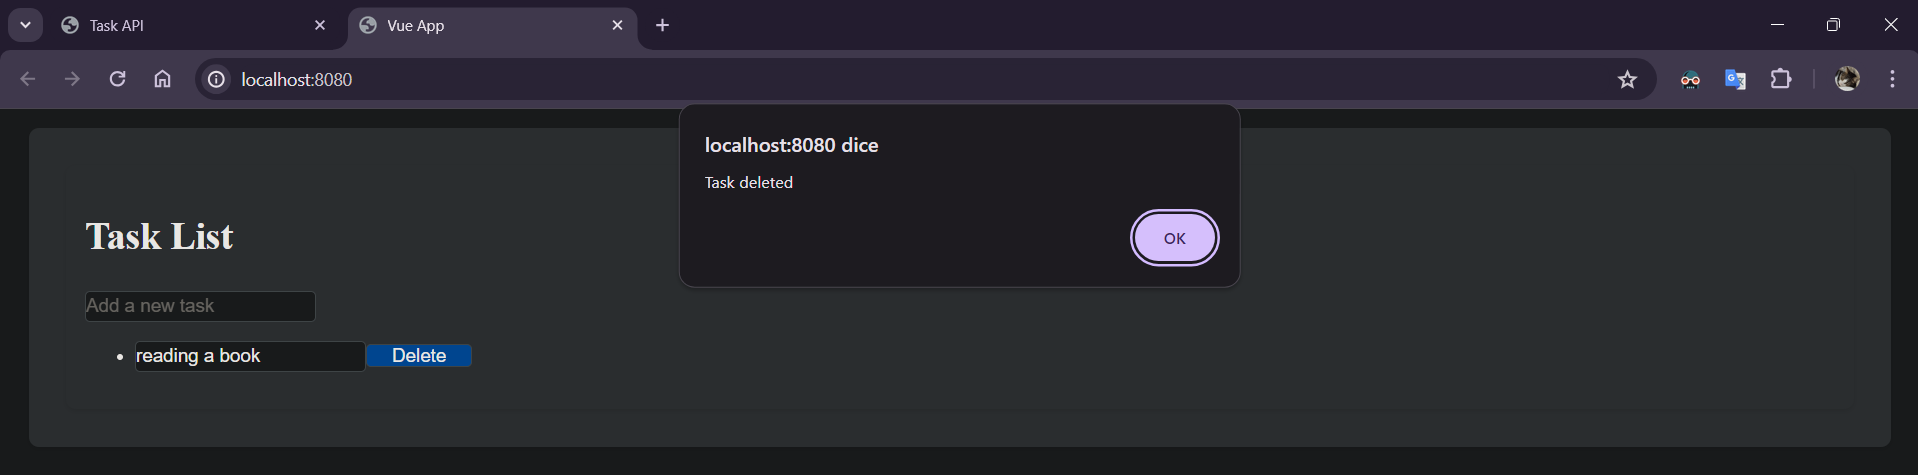 Task API
Vue App
localhost:8080
localhost:8080 dice
Task deleted
OK
Task List
Add a new task
reading a book
Delete